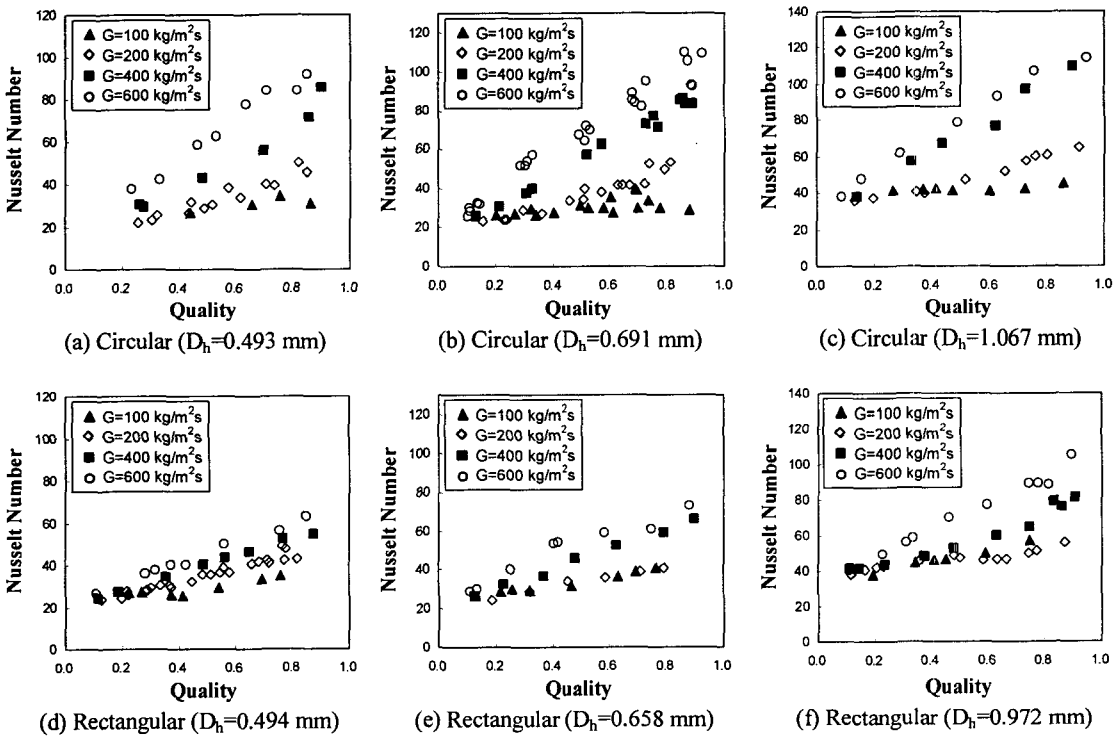 120
100
80
60
40
20
0
Nusselt Number
G=100 kg/m²s
G=200 kg/m²s
G=400 kg/m²s
G=600 kg/m²s
0.0 0.2 0.4 0.6 0.8 1.0
Quality
(a) Circular (Dₕ=0.493 mm)
120
100
80
60
40
20
0
Nusselt Number
G=100 kg/m²s
G=200 kg/m²s
G=400 kg/m²s
G=600 kg/m²s
0.0 0.2 0.4 0.6 0.8 1.0
Quality
(b) Circular (Dₕ=0.691 mm)
140
120
100
80
60
40
20
0
Nusselt Number
G=100 kg/m²s
G=200 kg/m²s
G=400 kg/m²s
G=600 kg/m²s
0.0 0.2 0.4 0.6 0.8 1.0
Quality
(c) Circular (Dₕ=1.067 mm)
120
100
80
60
40
20
0
Nusselt Number
G=100 kg/m²s
G=200 kg/m²s
G=400 kg/m²s
G=600 kg/m²s
0.0 0.2 0.4 0.6 0.8 1.0
Quality
(d) Rectangular (Dₕ=0.494 mm)
120
100
80
60
40
20
0
Nusselt Number
G=100 kg/m²s
G=200 kg/m²s
G=400 kg/m²s
G=600 kg/m²s
0.0 0.2 0.4 0.6 0.8 1.0
Quality
(e) Rectangular (Dₕ=0.658 mm)
140
120
100
80
60
40
20
0
Nusselt Number
G=100 kg/m²s
G=200 kg/m²s
G=400 kg/m²s
G=600 kg/m²s
0.0 0.2 0.4 0.6 0.8 1.0
Quality
(f) Rectangular (Dₕ=0.972 mm)